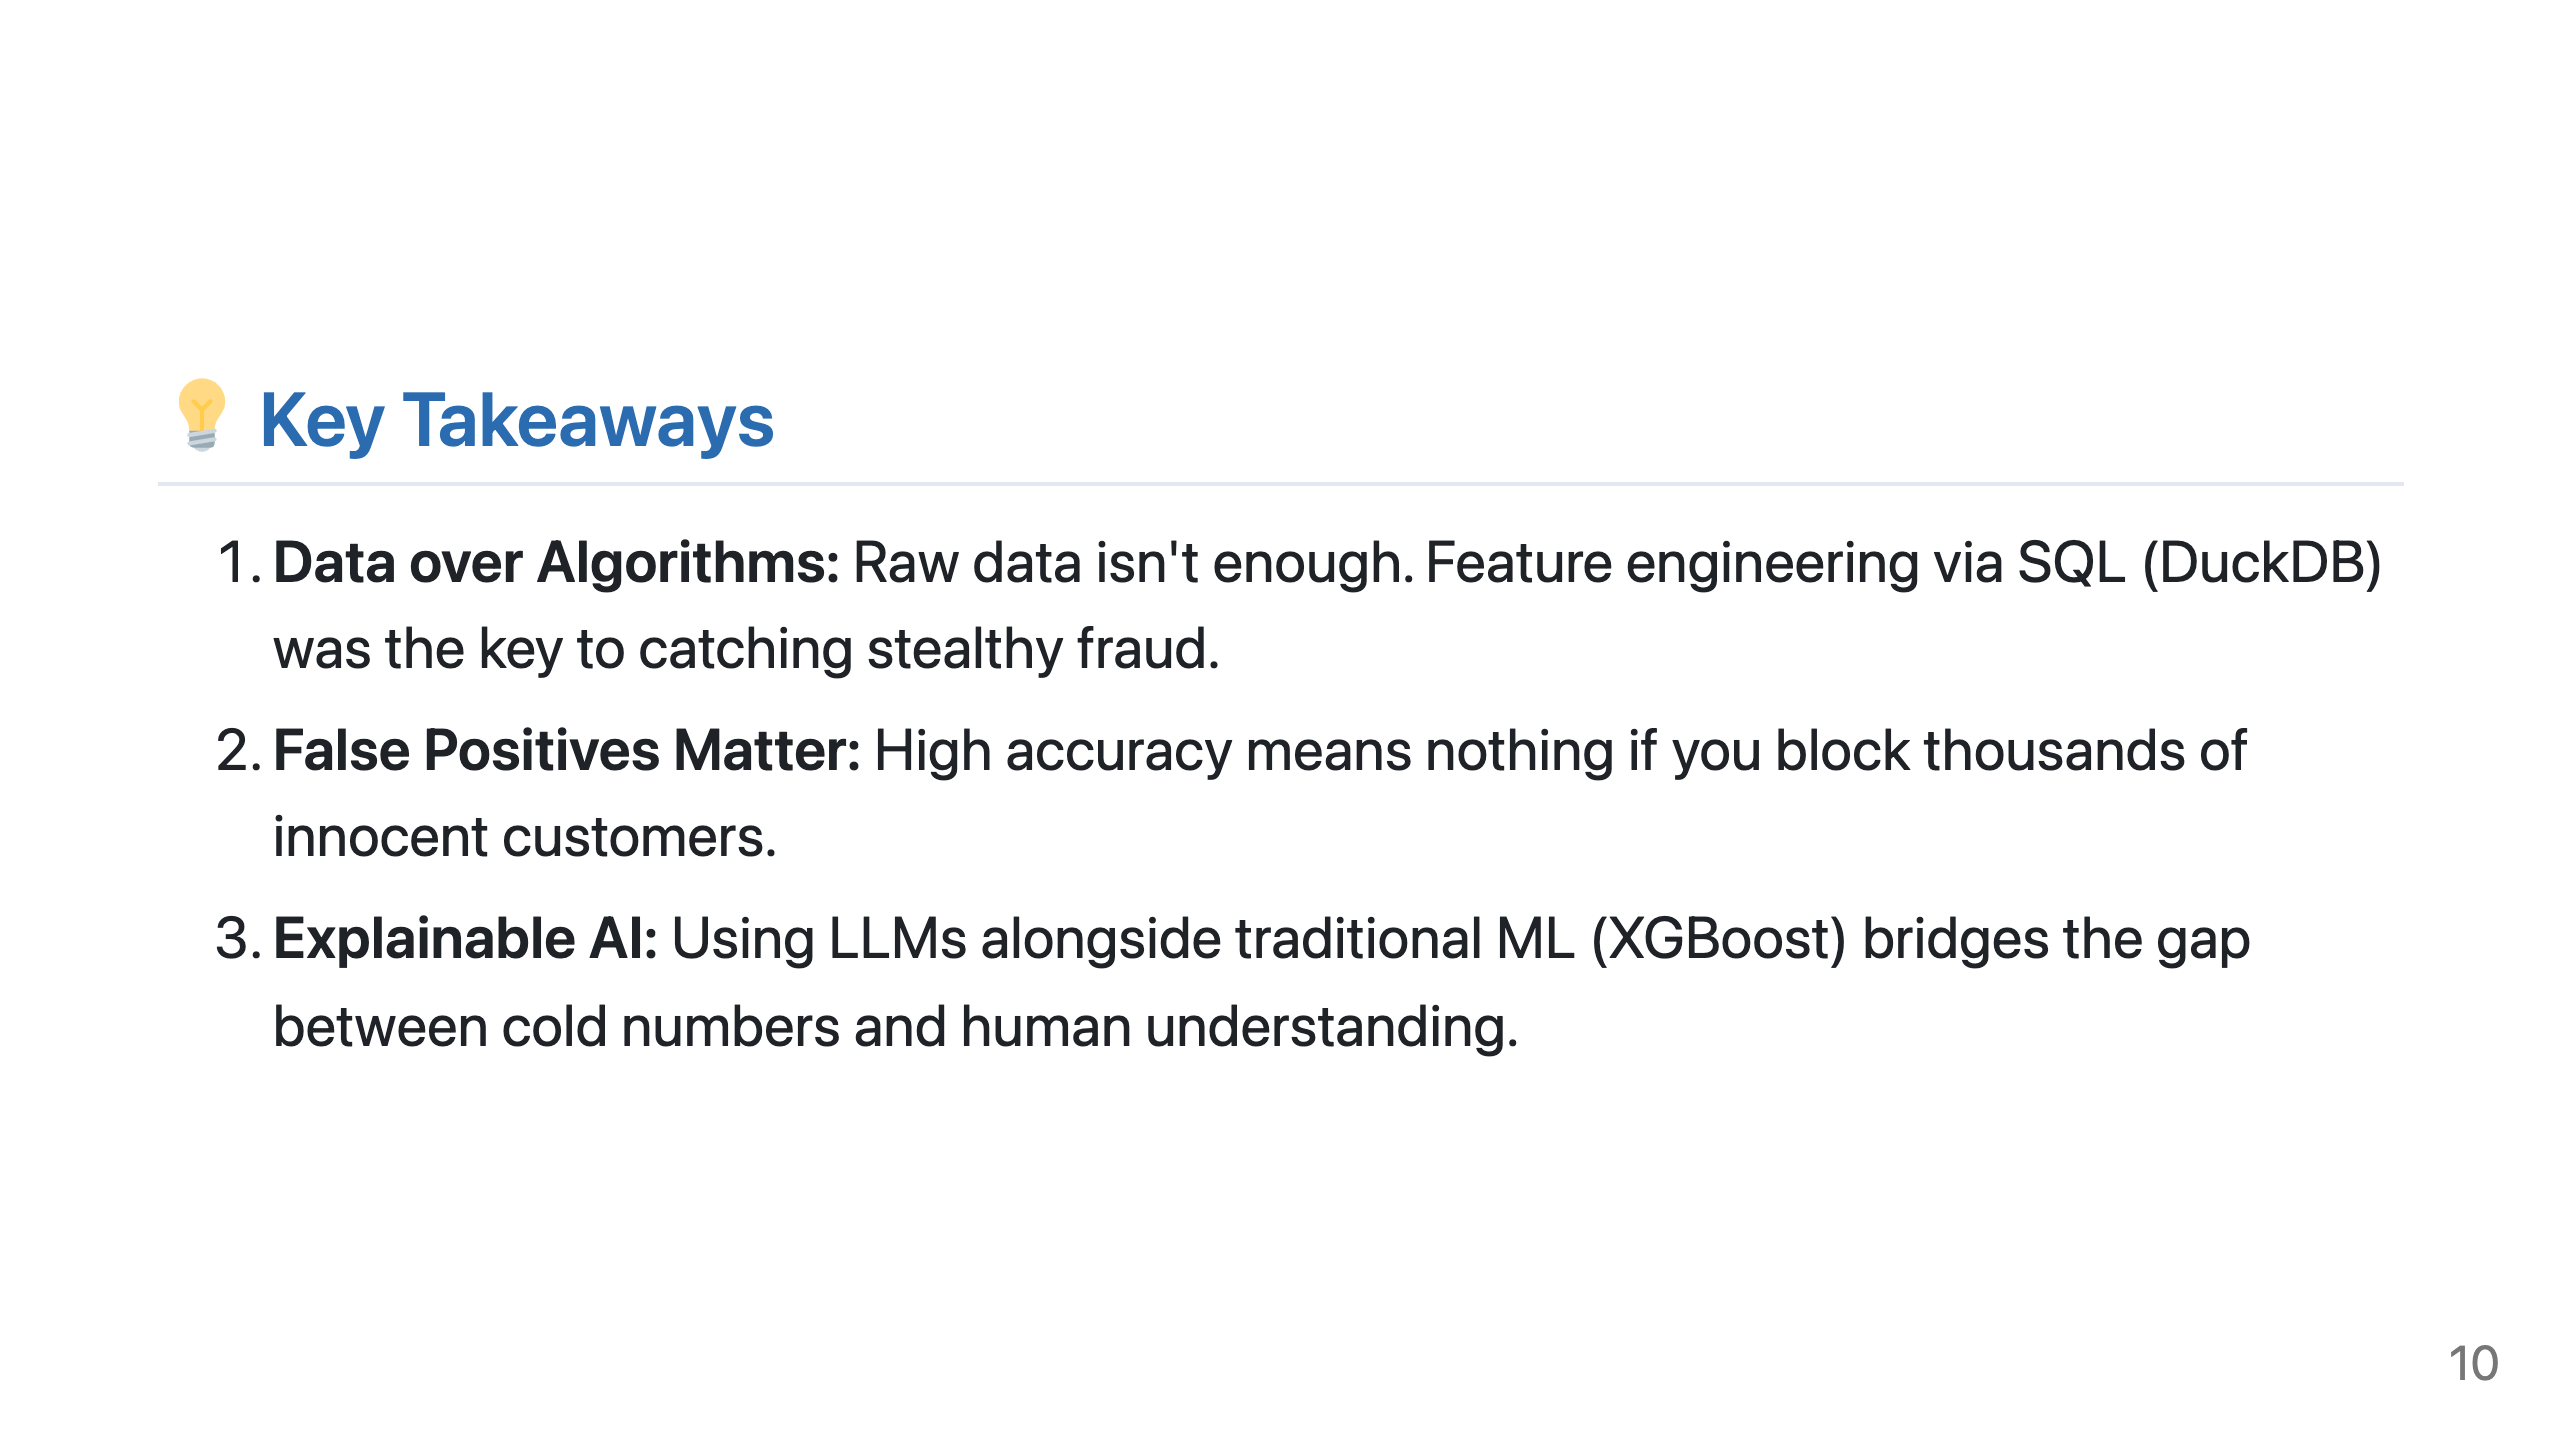 💡 Key Takeaways
1. Data over Algorithms: Raw data isn't enough. Feature engineering via SQL (DuckDB)
was the key to catching stealthy fraud.
2. False Positives Matter: High accuracy means nothing if you block thousands of
innocent customers.
3. Explainable AI: Using LLMs alongside traditional ML (XGBoost) bridges the gap
between cold numbers and human understanding.
10